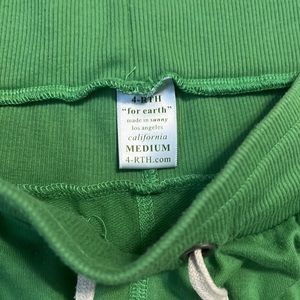 4-RTH
"for earth"
made in sunny
los angeles
california
MEDIUM
4-RTH.com